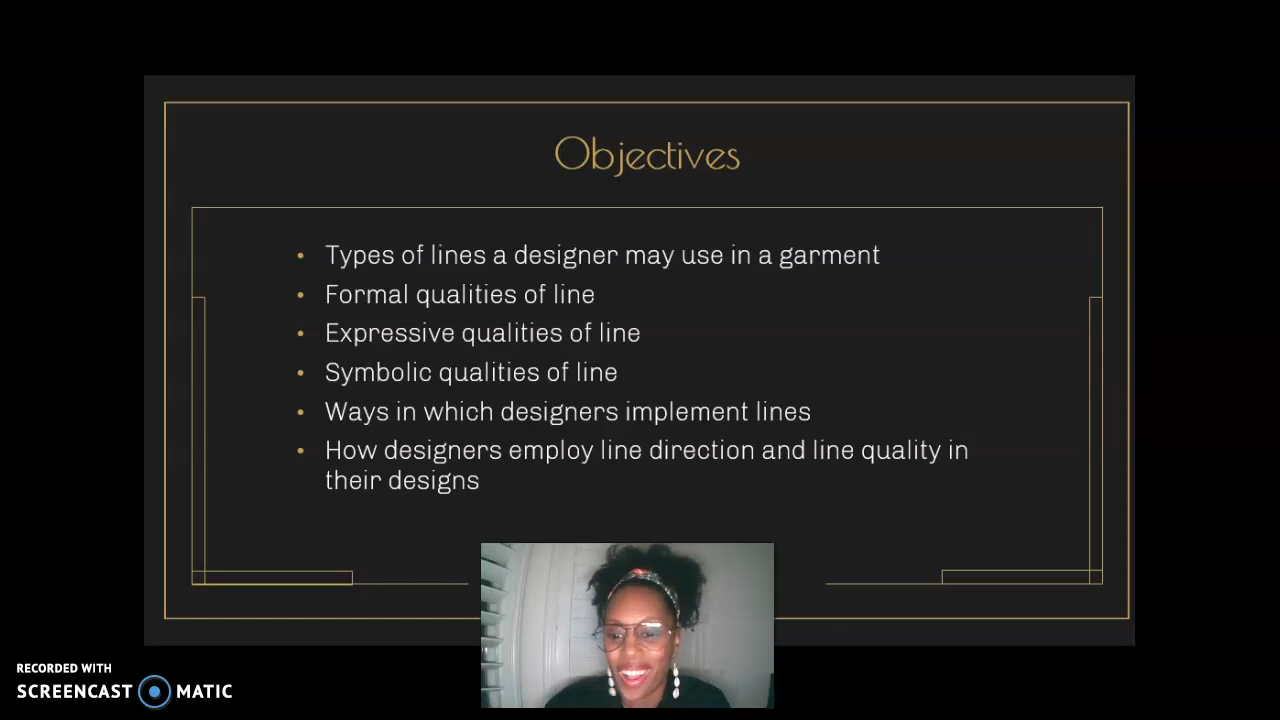 Objectives
• Types of lines a designer may use in a garment
• Formal qualities of line
• Expressive qualities of line
• Symbolic qualities of line
• Ways in which designers implement lines
• How designers employ line direction and line quality in
their designs
RECORDED WITH
SCREENCAST MATIC